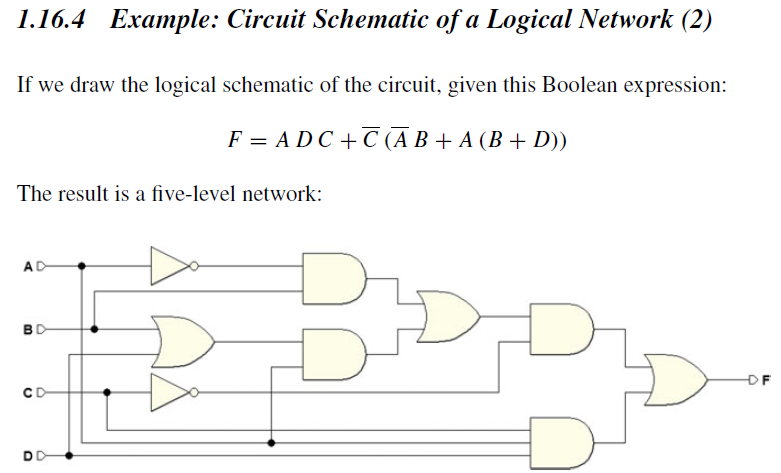 1.16.4 Example: Circuit Schematic of a Logical Network (2)
If we draw the logical schematic of the circuit, given this Boolean expression:
F = A D C + C̅ (A̅ B + A (B + D))
The result is a five-level network:
A
B
C
D
F